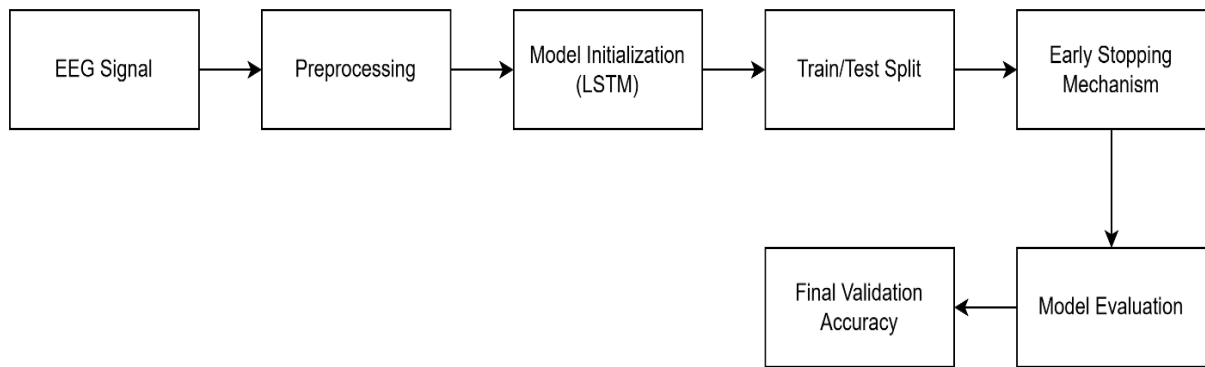 EEG Signal
Preprocessing
Model Initialization
(LSTM)
Train/Test Split
Early Stopping
Mechanism
Final Validation
Accuracy
Model Evaluation